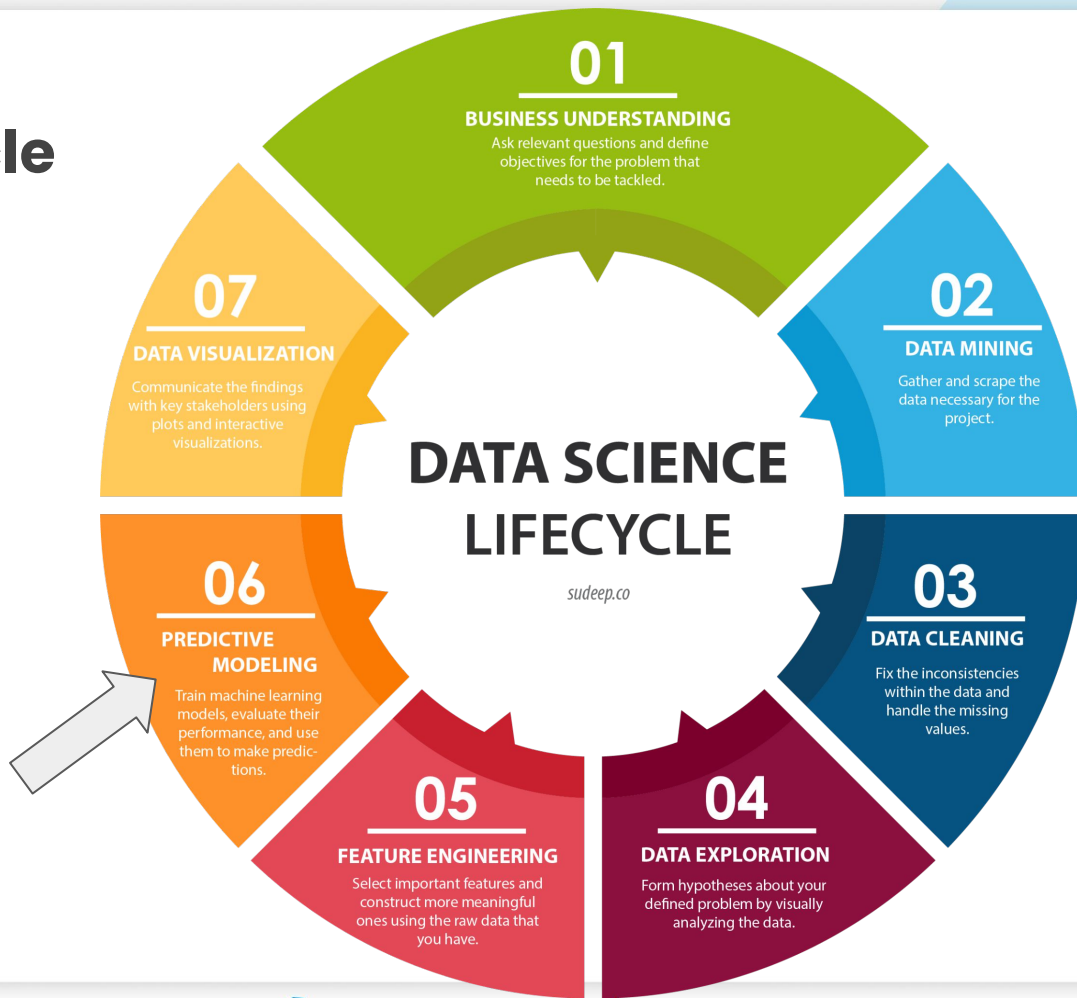 le
01
BUSINESS UNDERSTANDING
Ask relevant questions and define
objectives for the problem that
needs to be tackled.
02
DATA MINING
Gather and scrape the
data necessary for the
project.
03
DATA CLEANING
Fix the inconsistencies
within the data and
handle the missing
values.
04
DATA EXPLORATION
Form hypotheses about your
defined problem by visually
analyzing the data.
05
FEATURE ENGINEERING
Select important features and
construct more meaningful
ones using the raw data that
you have.
06
PREDICTIVE
MODELING
Train machine learning
models, evaluate their
performance, and use
them to make predic-
tions.
07
DATA VISUALIZATION
Communicate the findings
with key stakeholders using
plots and interactive
visualizations.
DATA SCIENCE
LIFECYCLE
sudeep.co